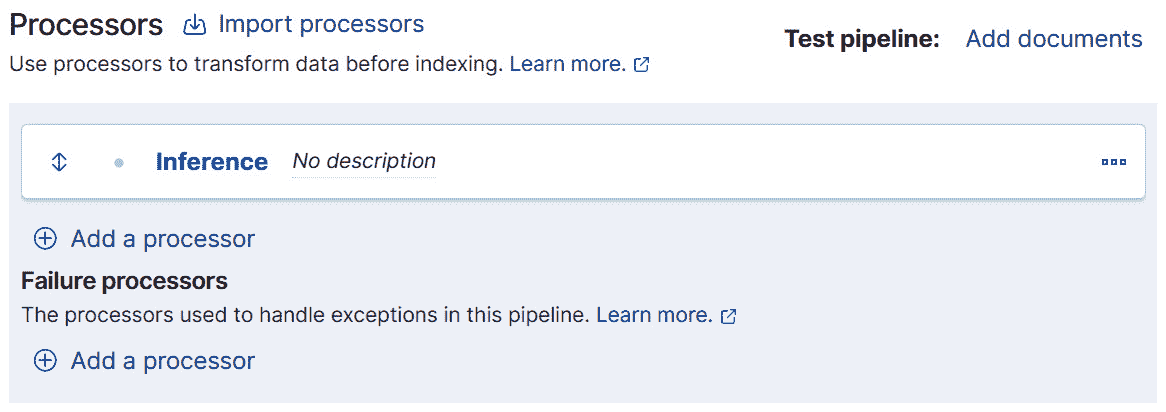 Processors Import processors
Test pipeline: Add documents
Use processors to transform data before indexing. Learn more.
Inference No description
Add a processor
Failure processors
The processors used to handle exceptions in this pipeline. Learn more.
Add a processor